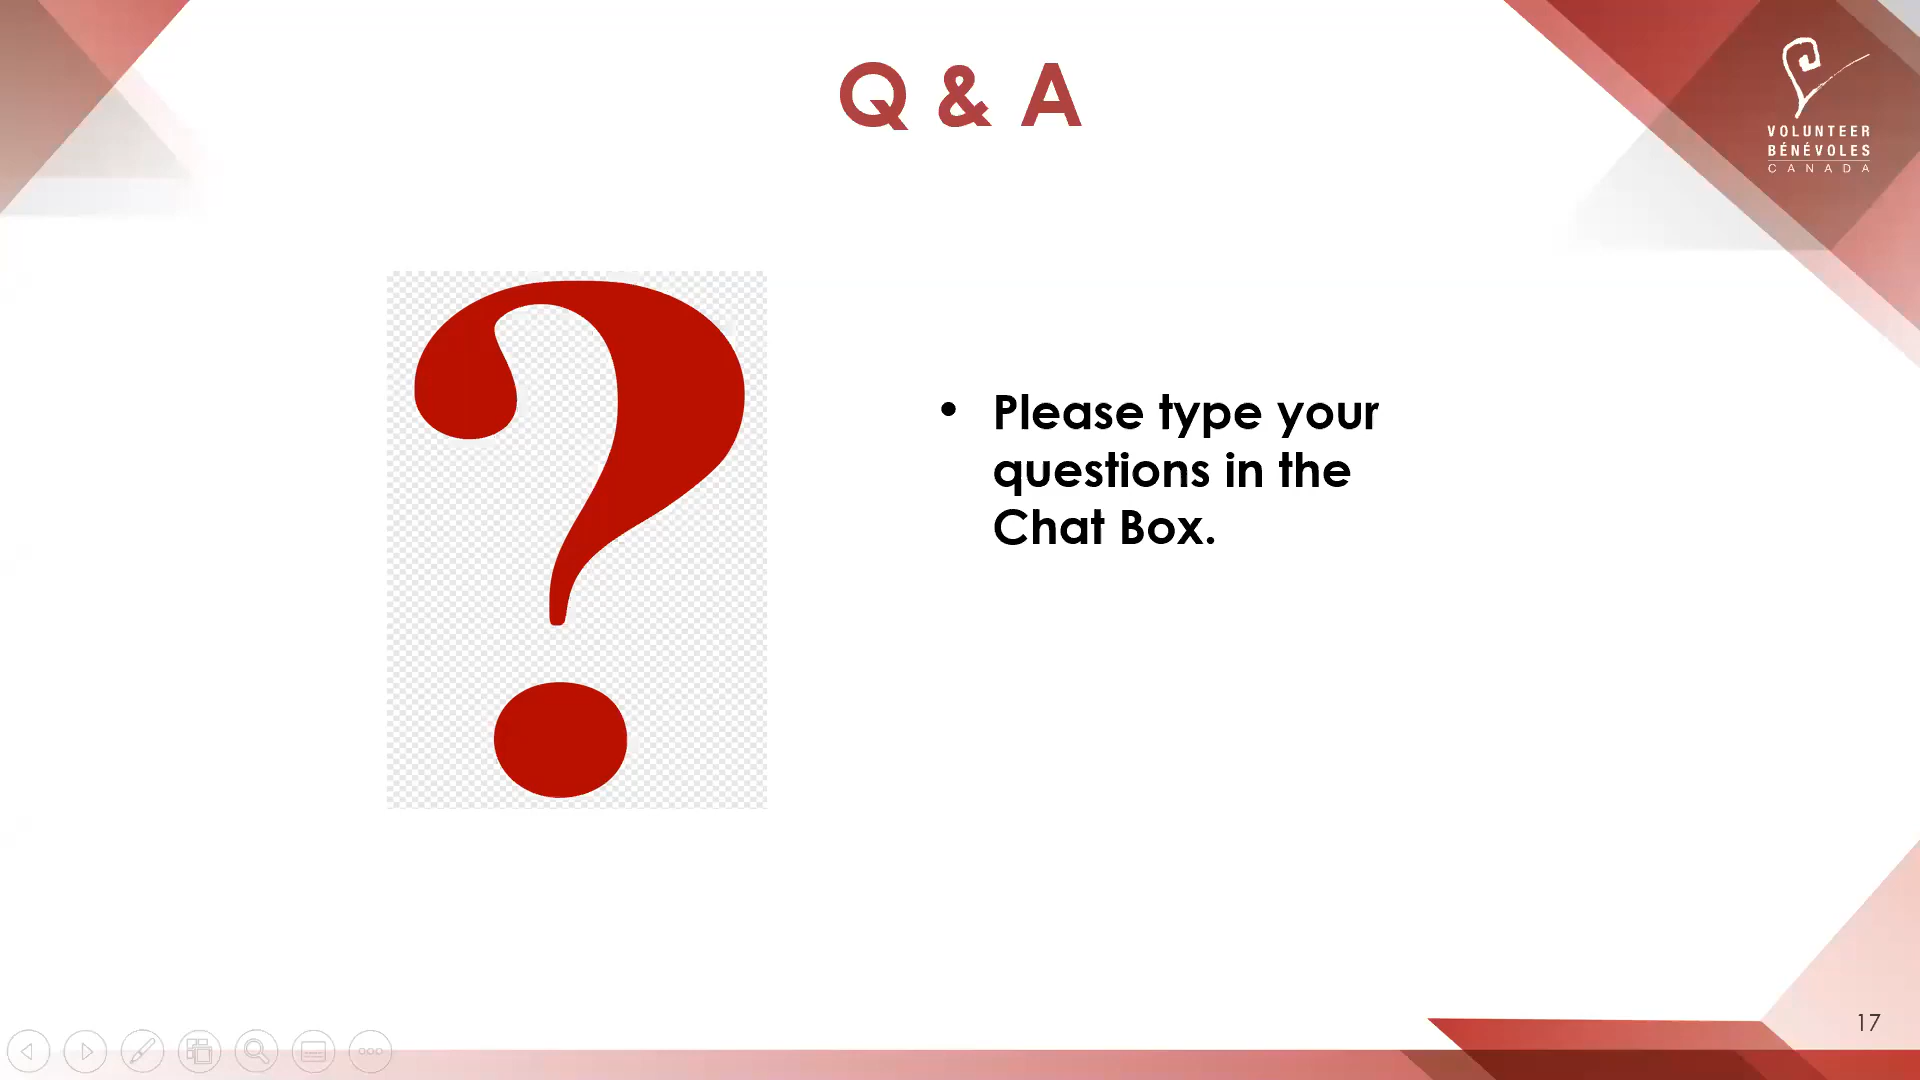 Q & A
VOLUNTEER
BÉNÉVOLES
CANADA
?
• Please type your
questions in the
Chat Box.
17